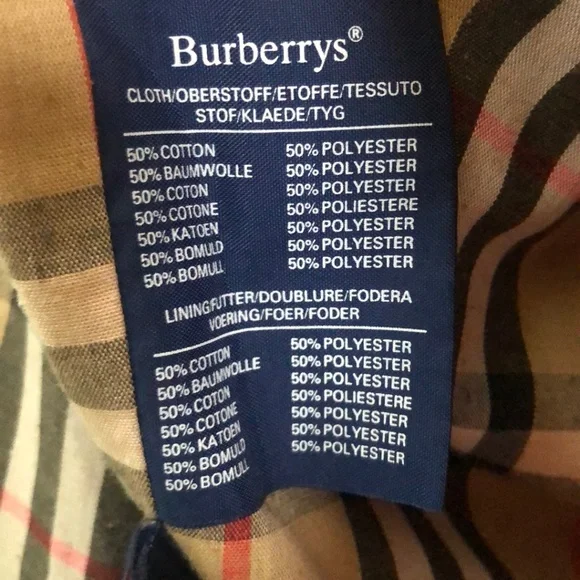 Burberrys®
CLOTH/OBERSTOFF/ETOFFE/TESSUTO
STOF/KLAEDE/TYG
50% COTTON 50% POLYESTER
50% BAUMWOLLE 50% POLYESTER
50% COTON 50% POLYESTER
50% COTONE 50% POLIESTERE
50% KATOEN 50% POLYESTER
50% BOMULD 50% POLYESTER
50% BOMULL 50% POLYESTER
LINING/FUTTER/DOUBLURE/FODERA
VOERING/FOER/FODER
50% COTTON 50% POLYESTER
50% BAUMWOLLE 50% POLYESTER
50% COTON 50% POLYESTER
50% COTONE 50% POLIESTERE
50% KATOEN 50% POLYESTER
50% BOMULD 50% POLYESTER
50% BOMULL 50% POLYESTER